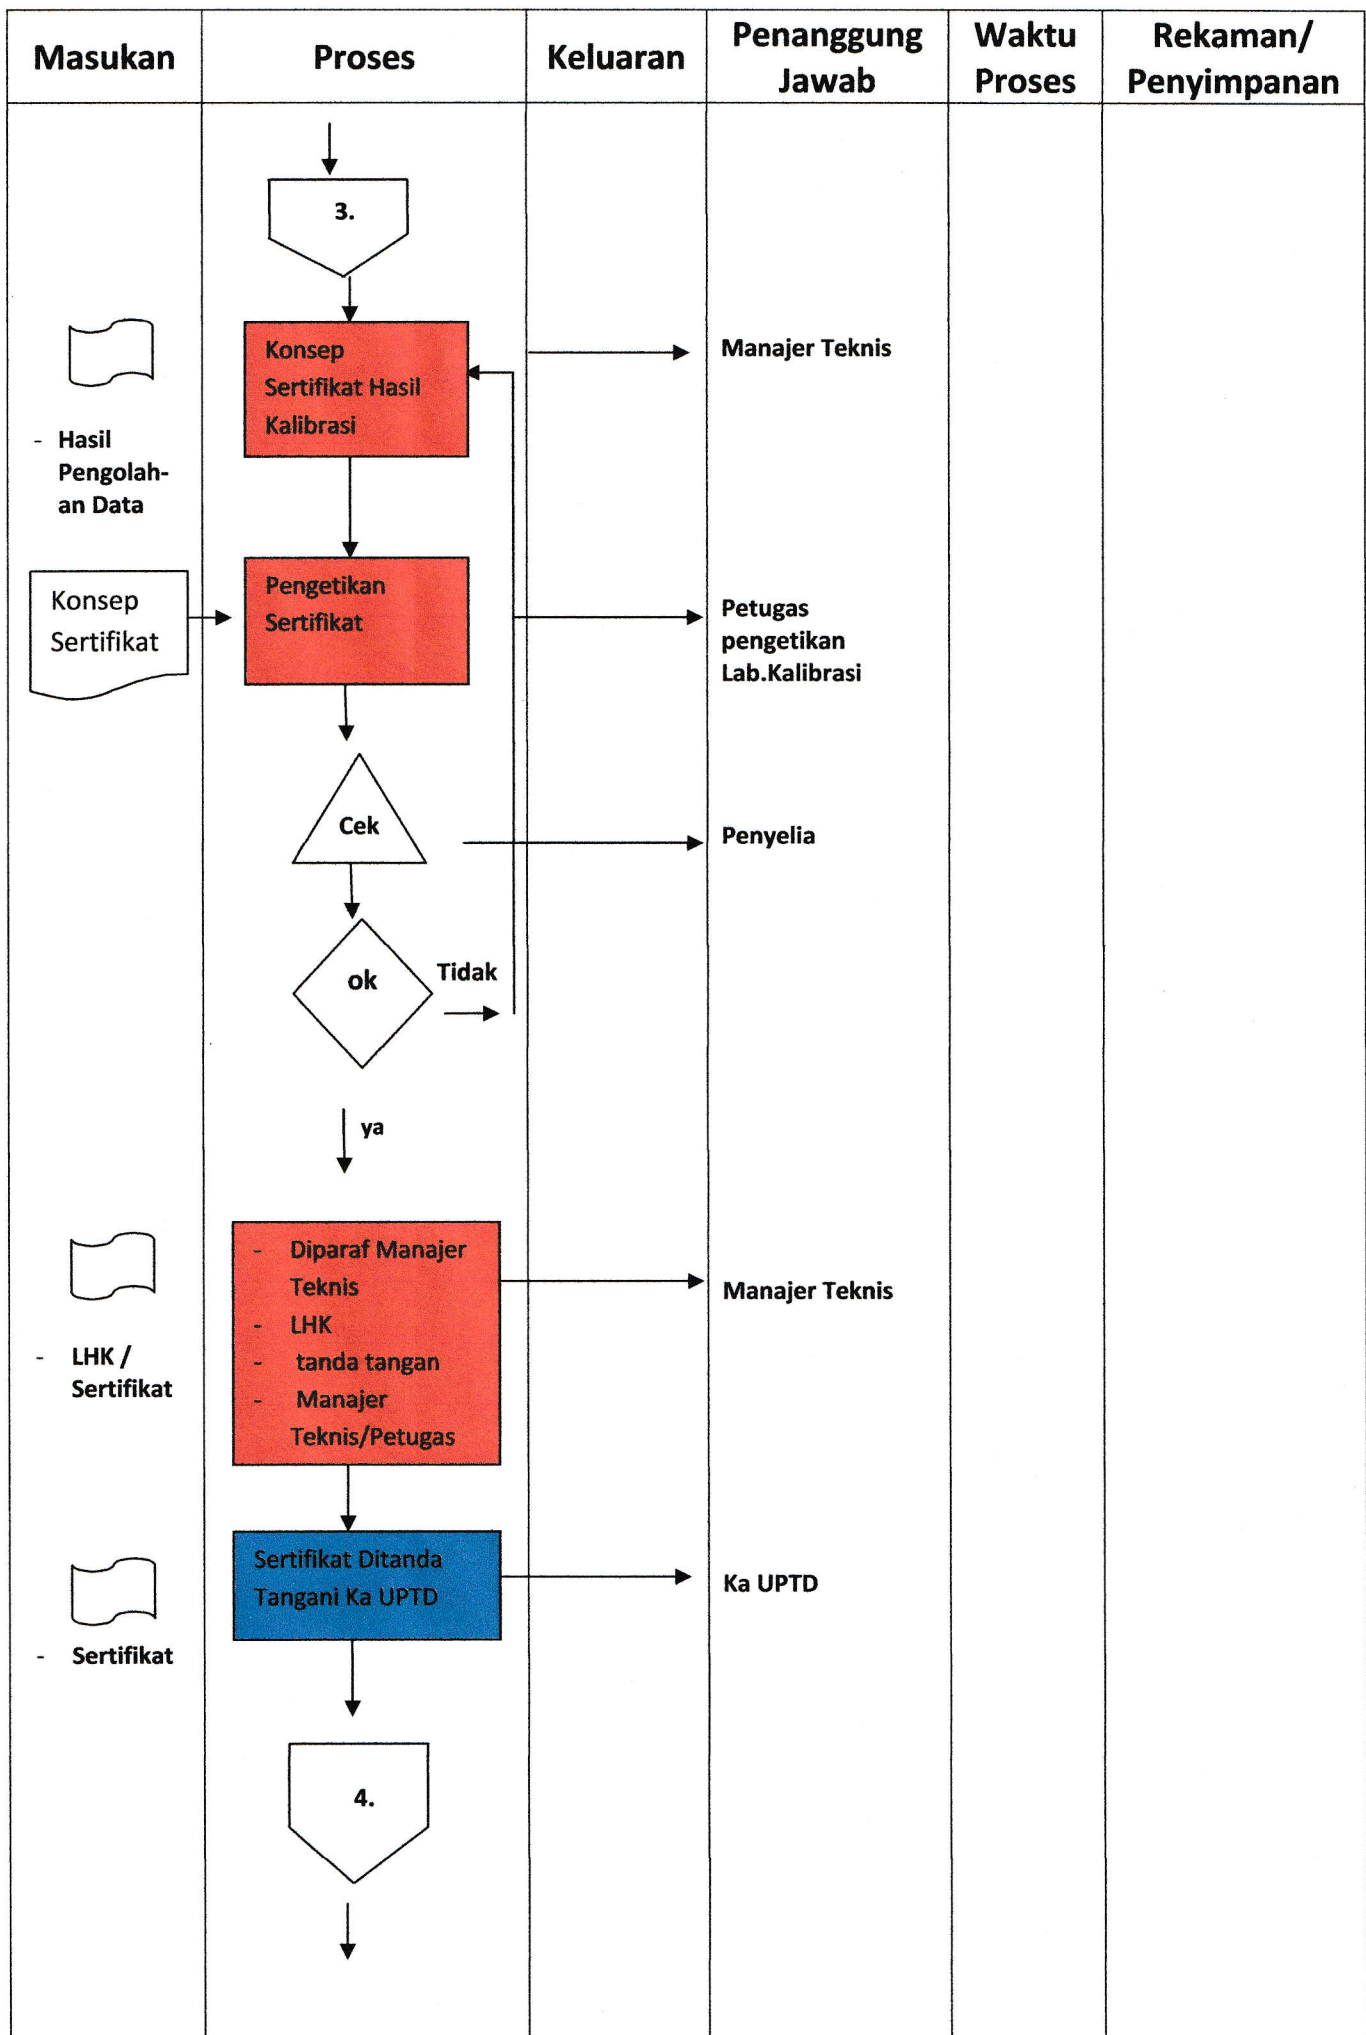 Masukan
Proses
Keluaran
Penanggung
Jawab
Waktu
Proses
Rekaman/
Penyimpanan
3.
Konsep
Sertifikat Hasil
Kalibrasi
Manajer Teknis
- Hasil
Pengolah-
an Data
Konsep
Sertifikat
Pengetikan
Sertifikat
Petugas
pengetikan
Lab.Kalibrasi
Cek
Penyelia
ok
Tidak
ya
- Diparaf Manajer
Teknis
- LHK
- tanda tangan
- Manajer
Teknis/Petugas
Manajer Teknis
- LHK /
Sertifikat
Sertifikat Ditanda
Tangani Ka UPTD
Ka UPTD
- Sertifikat
4.